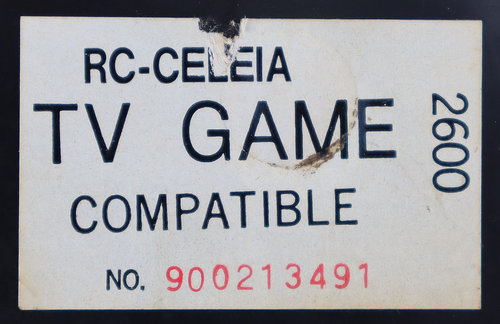 RC-CELEIA
TV GAME
COMPATIBLE
NO. 900213491
2600